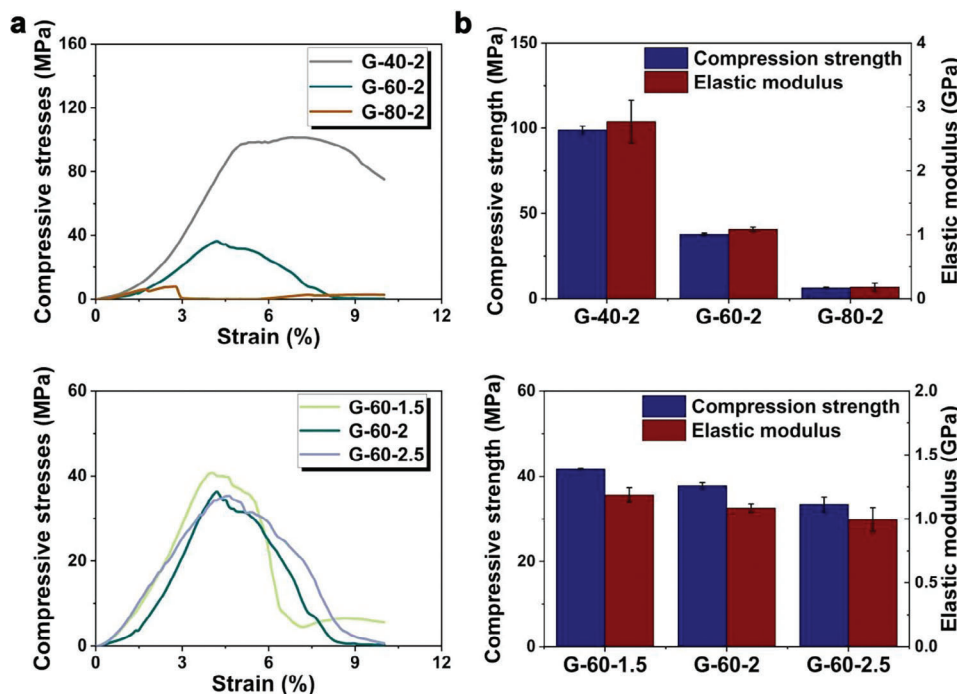 a
Compressive stresses (MPa)
160
120
80
40
0
G-40-2
G-60-2
G-80-2
0 3 6 9 12
Strain (%)
b
Compressive strength (MPa)
150
100
50
0
Compression strength
Elastic modulus
4
3
2
1
0
Elastic modulus (GPa)
G-40-2 G-60-2 G-80-2
Compressive stresses (MPa)
60
40
20
0
G-60-1.5
G-60-2
G-60-2.5
0 3 6 9 12
Strain (%)
Compressive strength (MPa)
60
40
20
0
Compression strength
Elastic modulus
2.0
1.5
1.0
0.5
0.0
Elastic modulus (GPa)
G-60-1.5 G-60-2 G-60-2.5